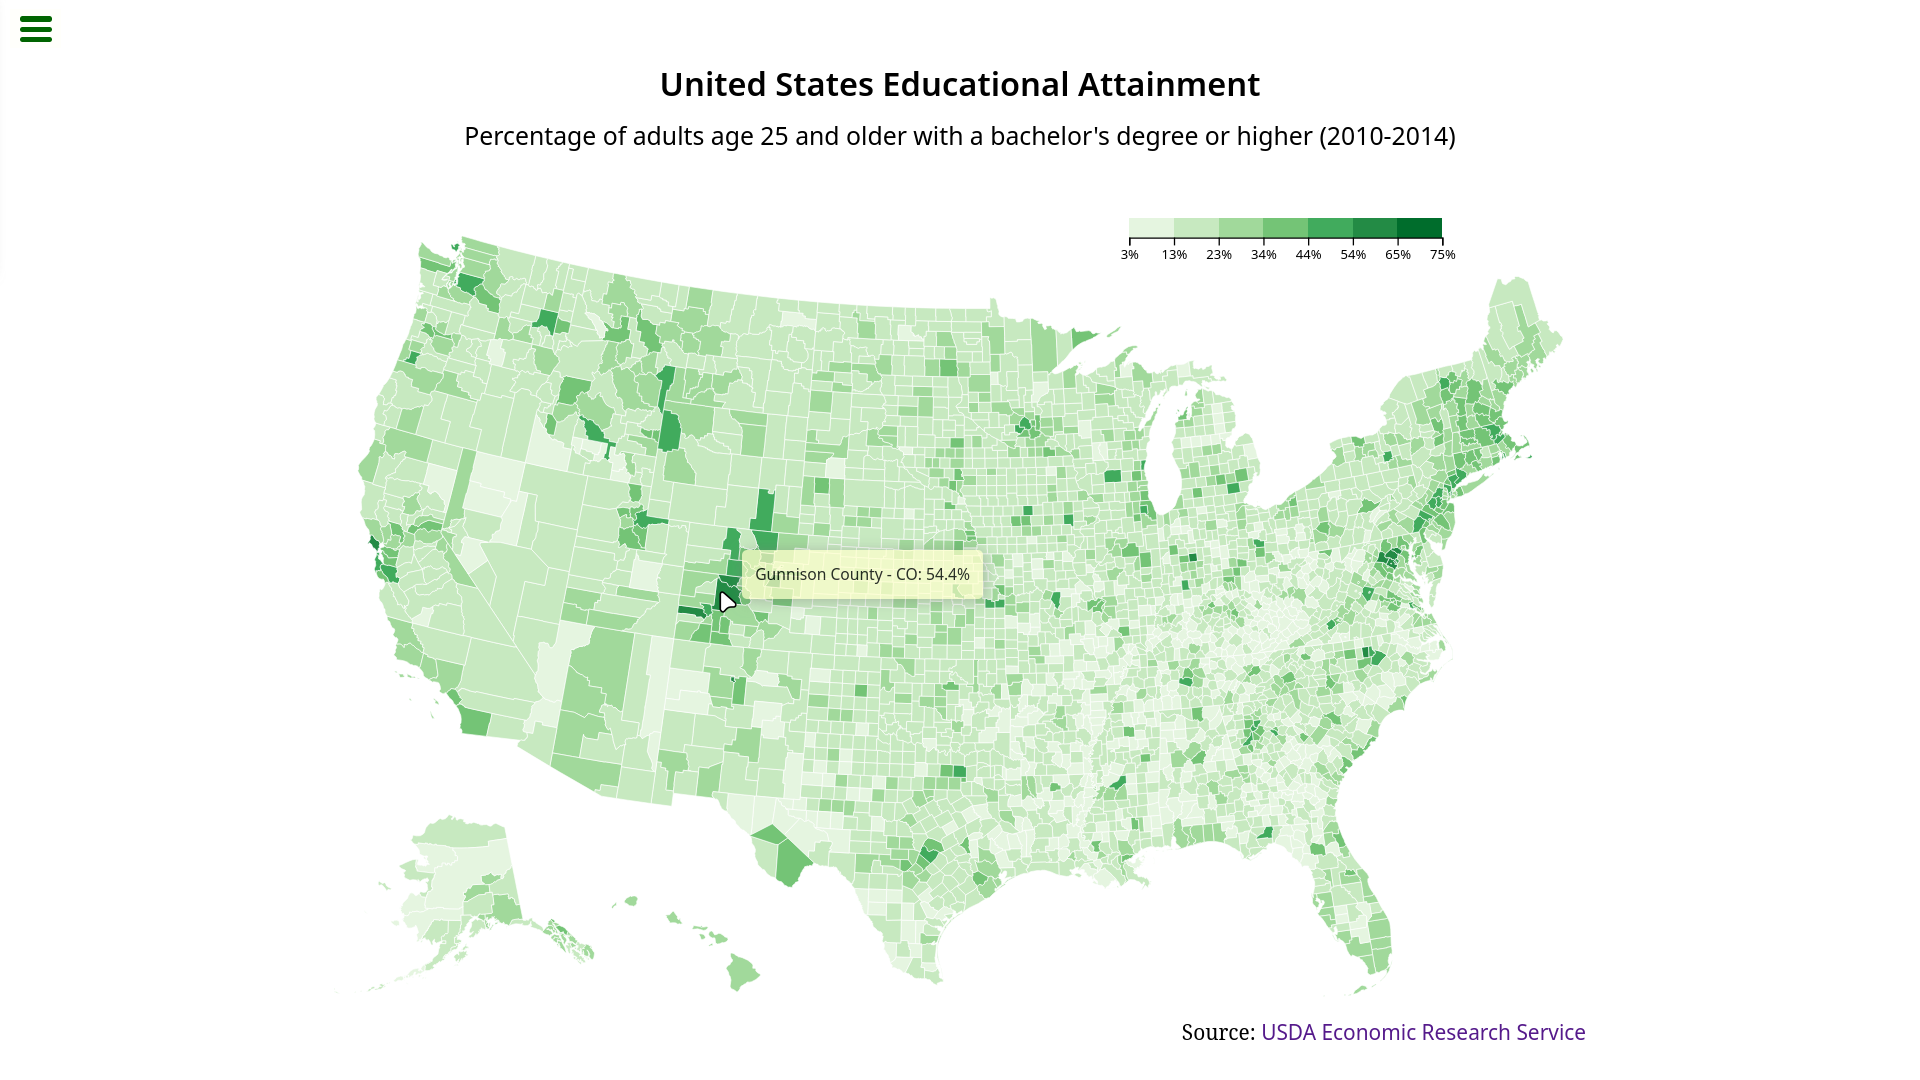 United States Educational Attainment
Percentage of adults age 25 and older with a bachelor's degree or higher (2010-2014)
3% 13% 23% 34% 44% 54% 65% 75%
Gunnison County - CO: 54.4%
Source: USDA Economic Research Service